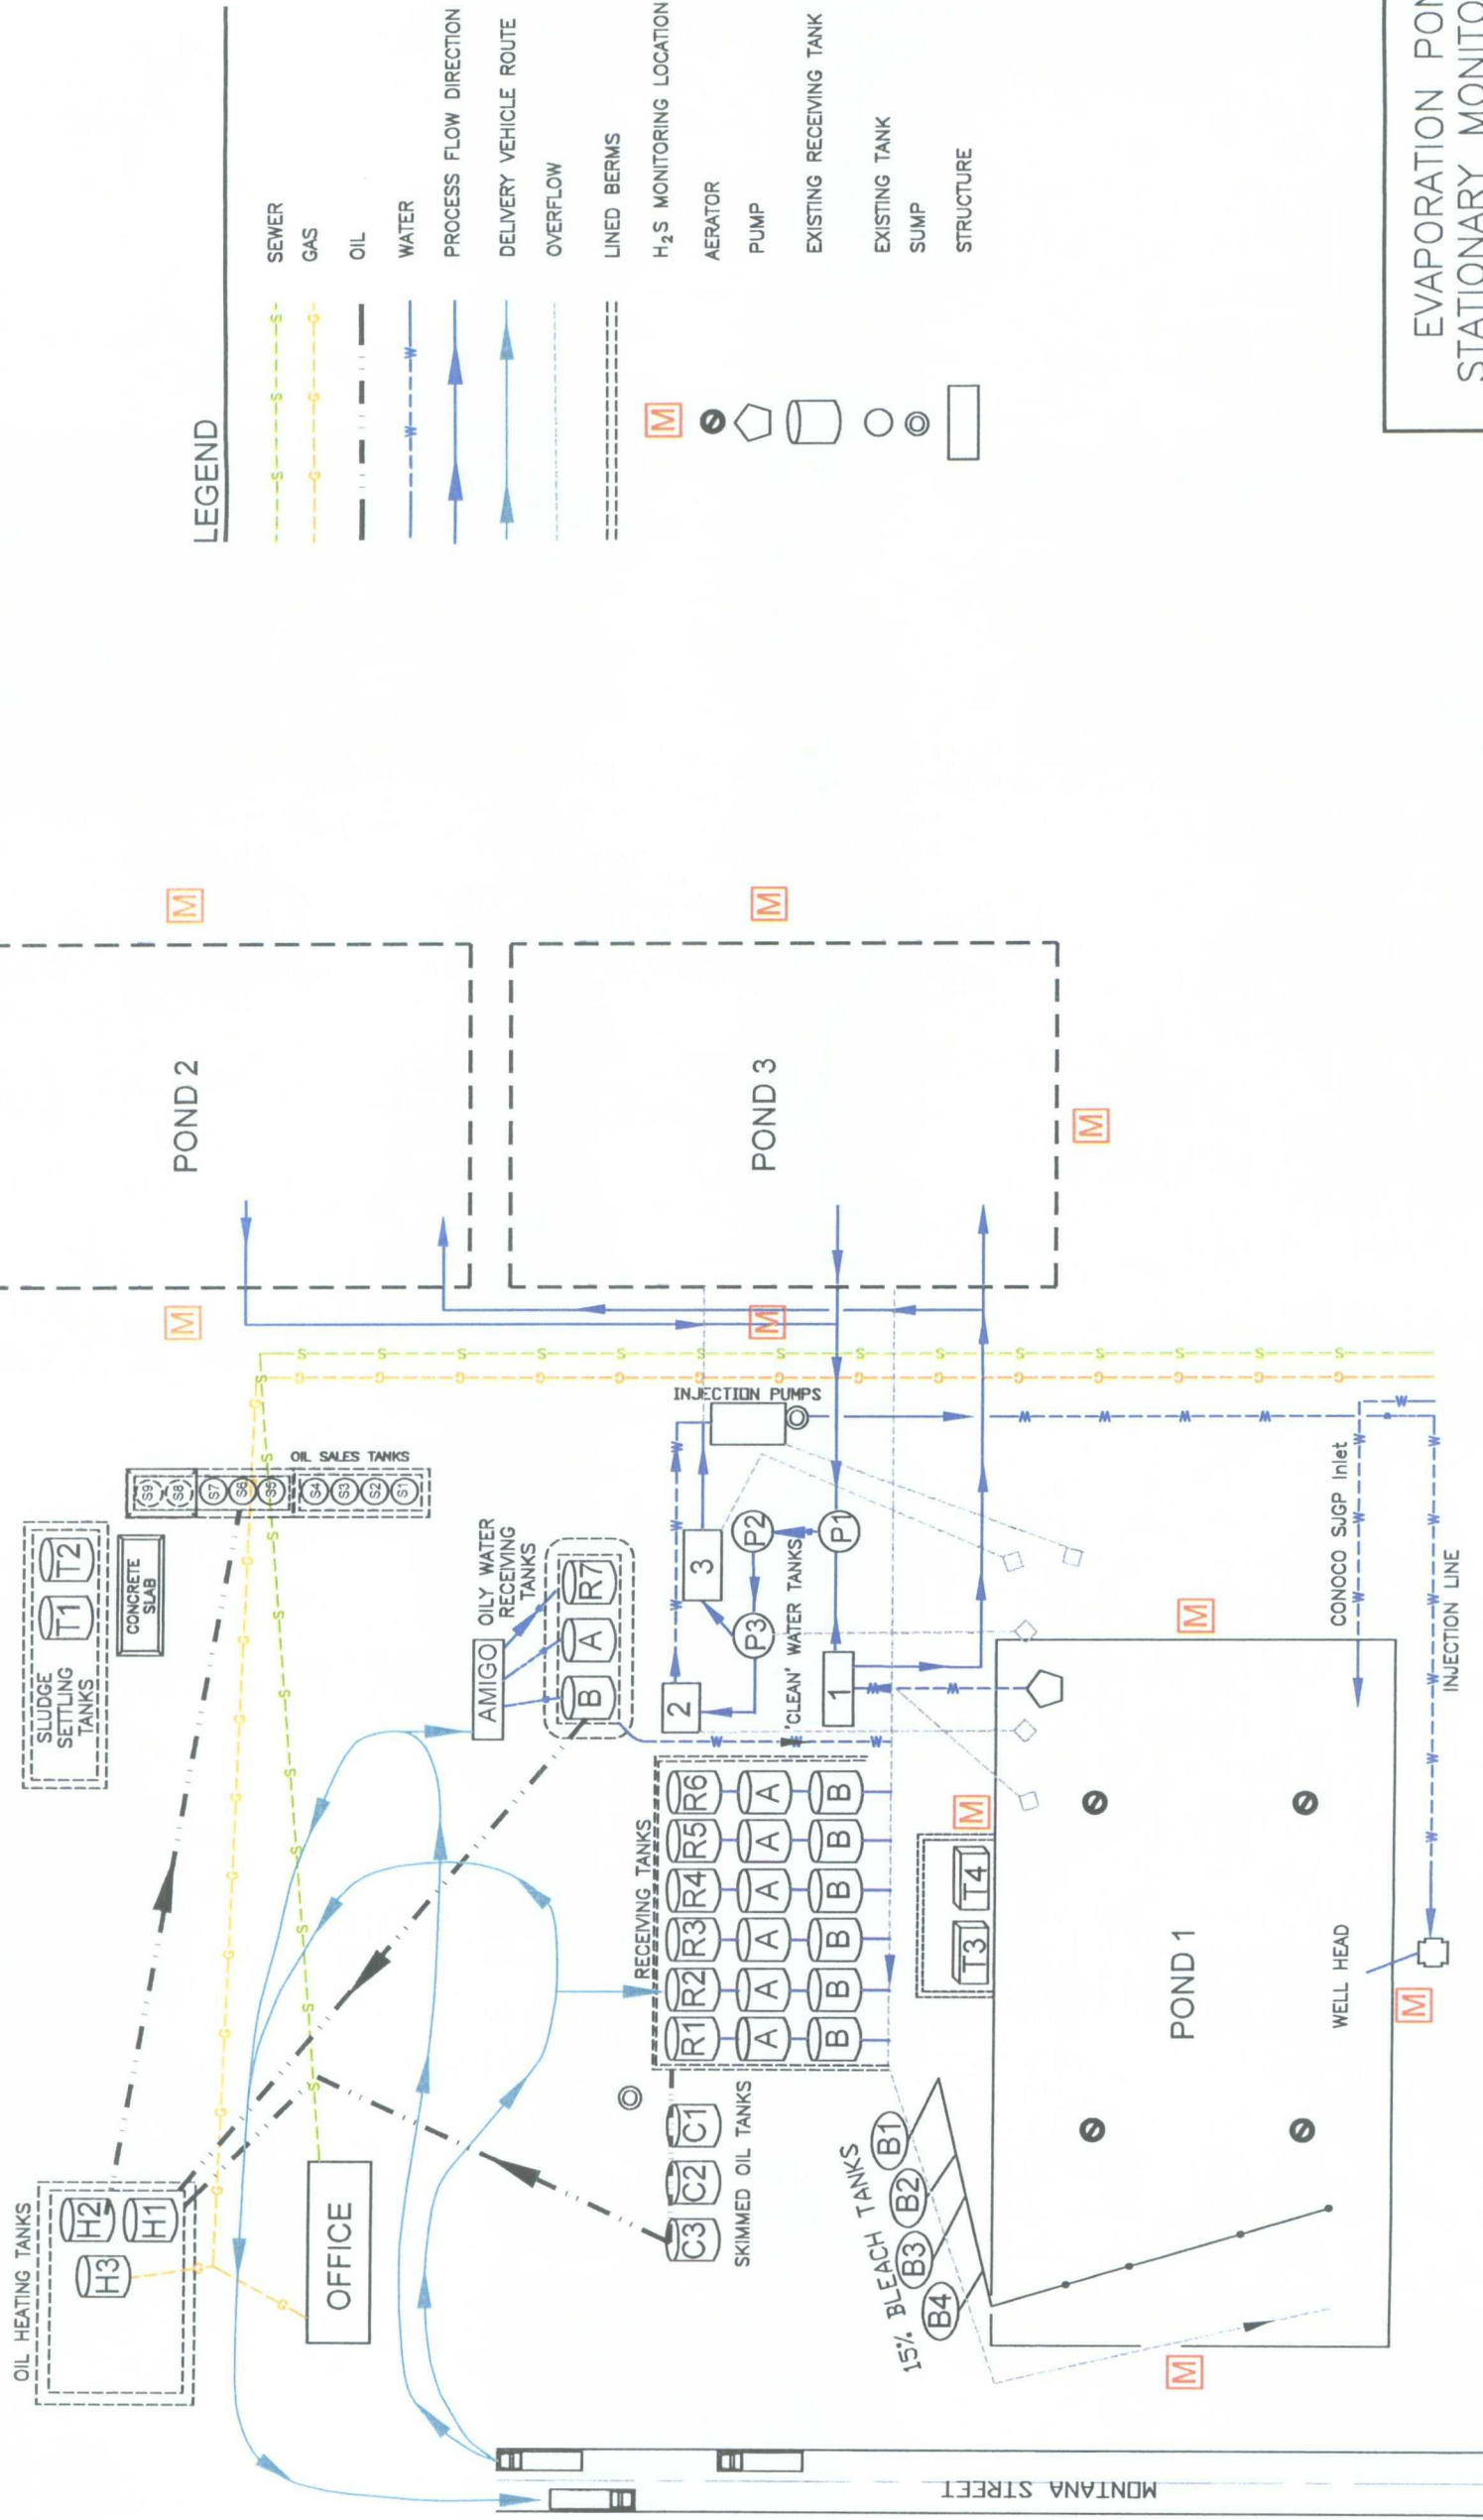 LEGEND
SEWER
GAS
OIL
WATER
PROCESS FLOW DIRECTION
DELIVERY VEHICLE ROUTE
OVERFLOW
LINED BERMS
M
H₂S MONITORING LOCATION
AERATOR
PUMP
EXISTING RECEIVING TANK
EXISTING TANK
SUMP
STRUCTURE
EVAPORATION PON
STATIONARY MONITO
OIL HEATING TANKS
H3
H2
H1
OFFICE
SLUDGE
SETTLING
TANKS
T1
T2
CONCRETE
SLAB
S9
S8
S7
S6
S5
S4
S3
S2
S1
OIL SALES TANKS
AMIGO
OILY WATER
RECEIVING
TANKS
B
A
R7
POND 2
M
M
POND 3
M
M
M
INJECTION PUMPS
3
P2
P3
P1
2
1
'CLEAN' WATER TANKS
RECEIVING TANKS
R1
R2
R3
R4
R5
R6
A
A
A
A
A
A
B
B
B
B
B
B
C3
C2
C1
SKIMMED OIL TANKS
15% BLEACH TANKS
B4
B3
B2
B1
T3
T4
M
M
POND 1
M
WELL HEAD
M
CONOCO SJGP Inlet
INJECTION LINE
MONTANA STREET